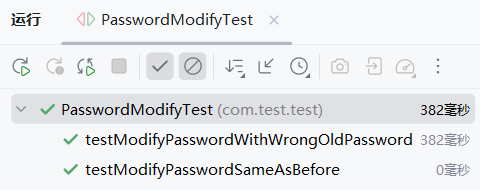 运行 PasswordModifyTest
PasswordModifyTest (com.test.test) 382毫秒
testModifyPasswordWithWrongOldPassword 382毫秒
testModifyPasswordSameAsBefore 0毫秒